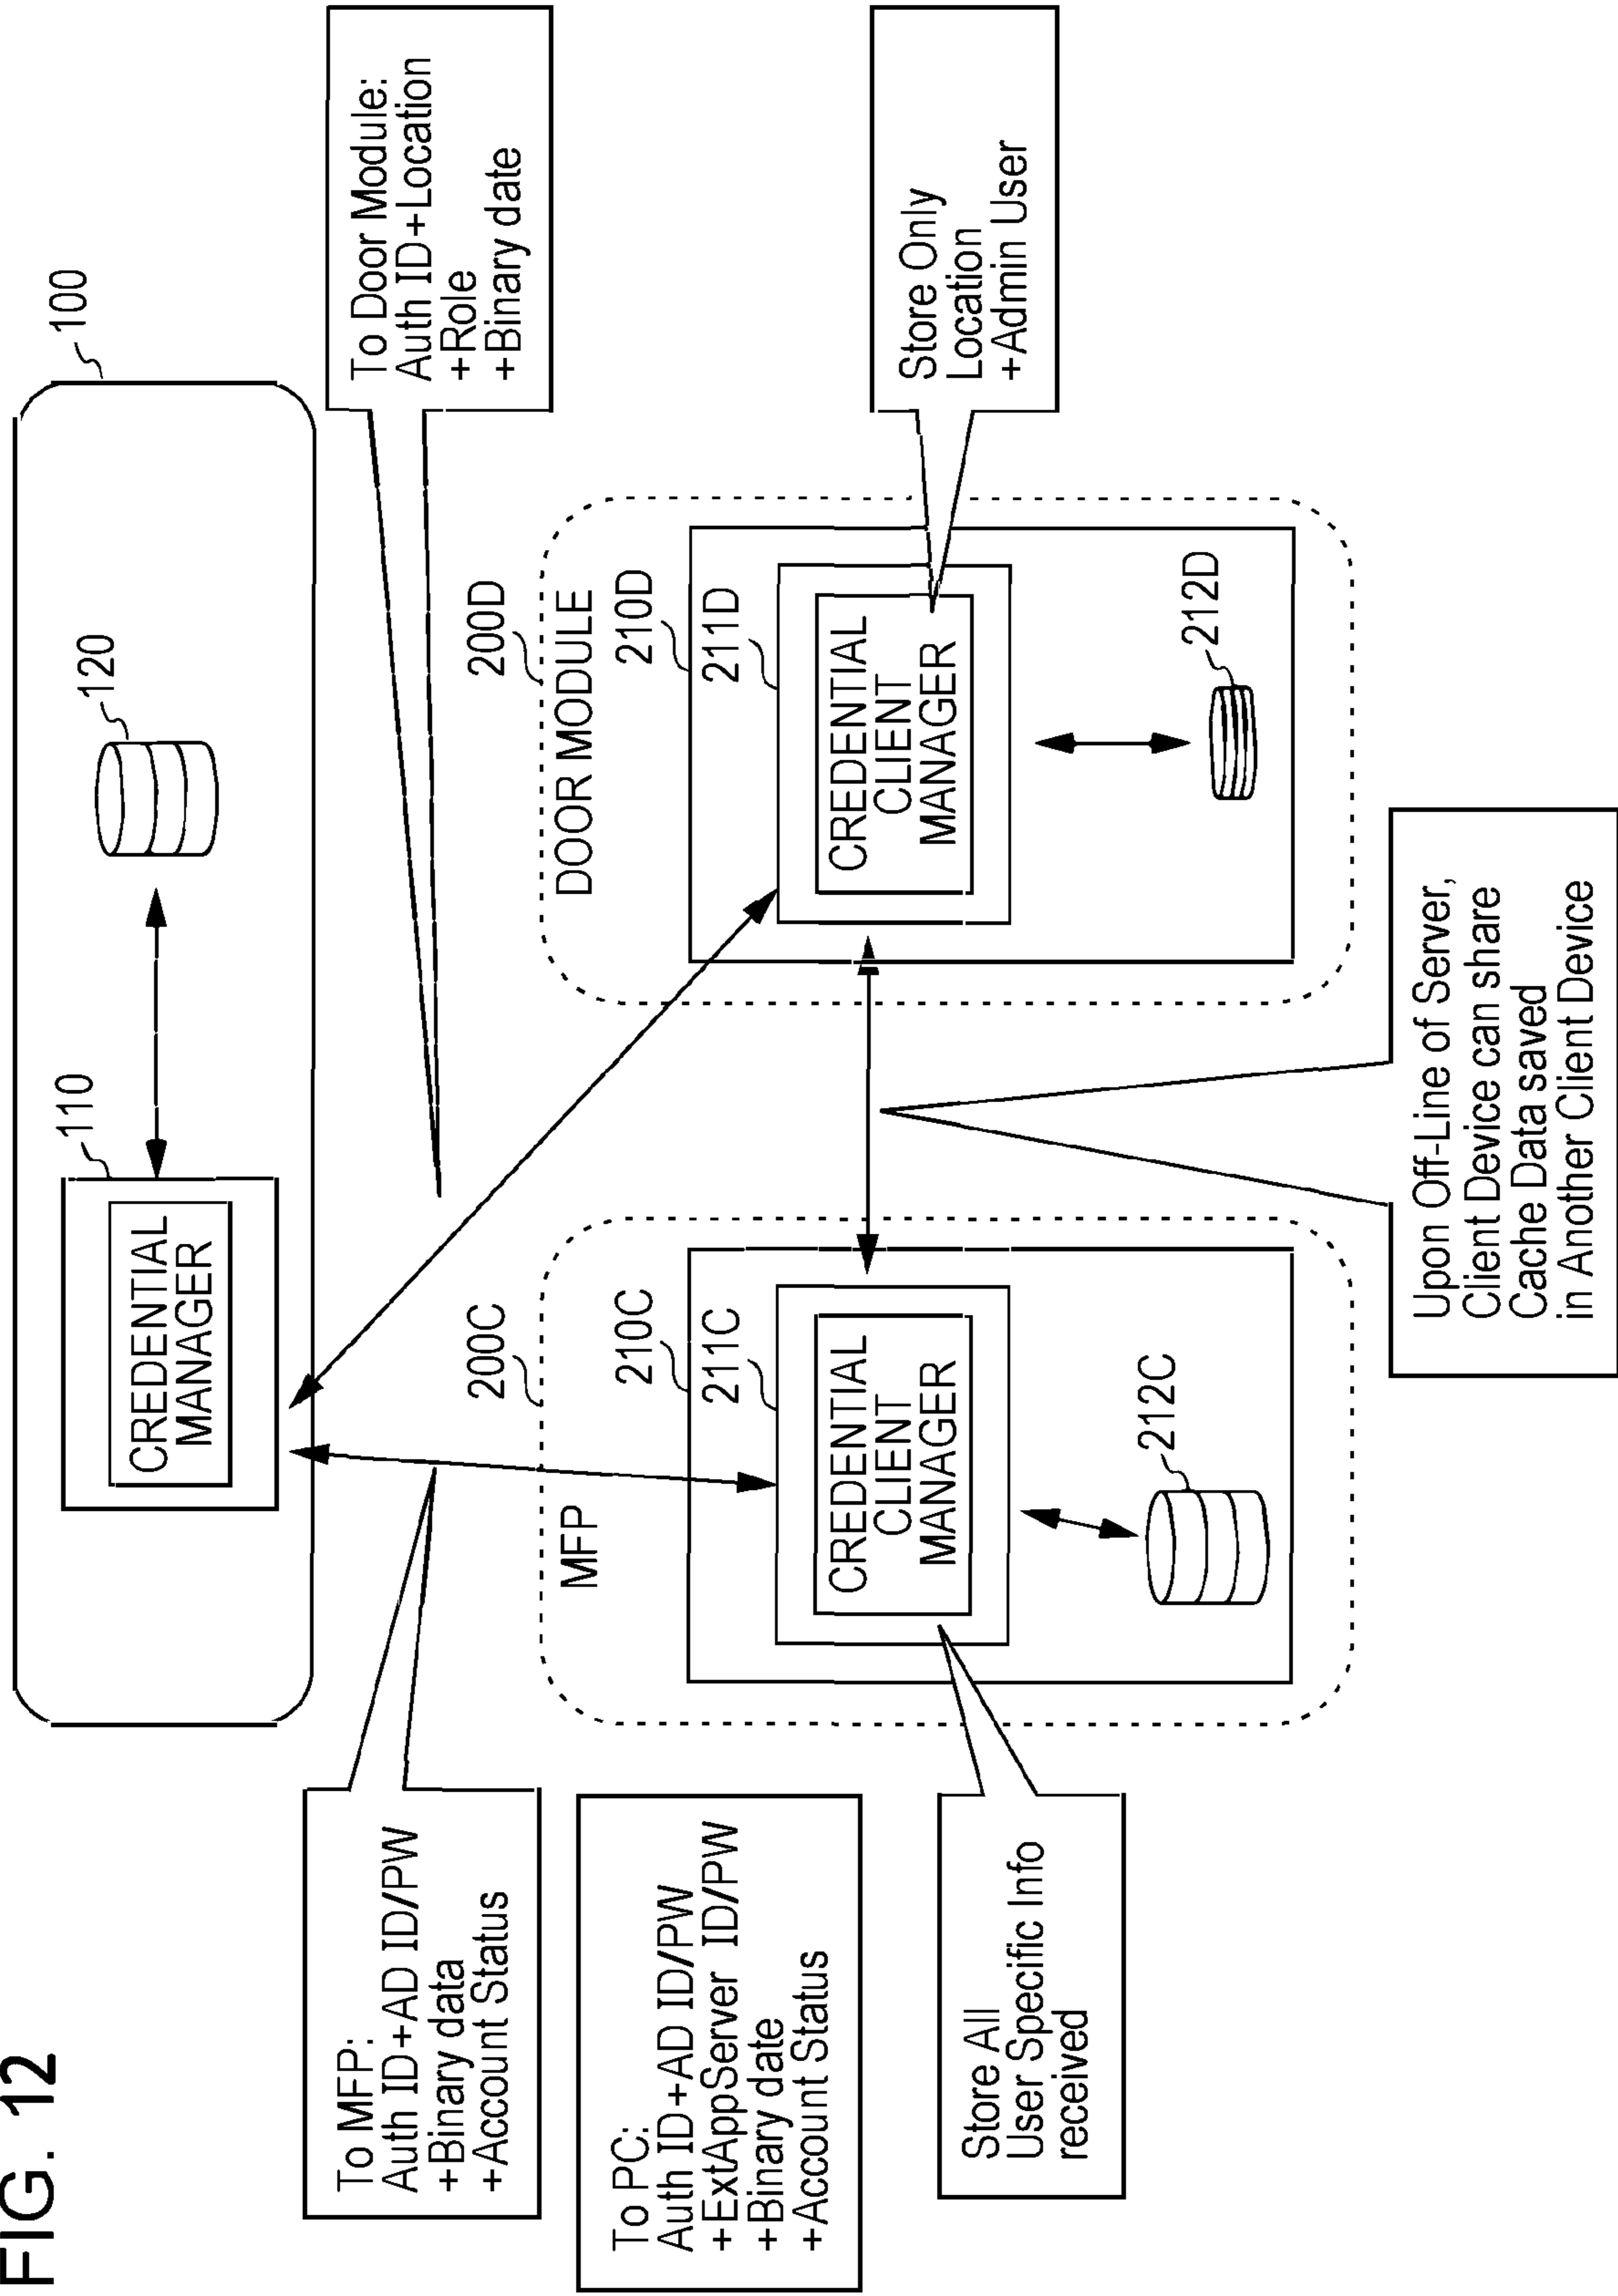 FIG. 12
100
110
CREDENTIAL
MANAGER
120
To MFP:
Auth ID+AD ID/PW
+Binary data
+Account Status
To Door Module:
Auth ID+Location
+Role
+Binary date
To PC:
Auth ID+AD ID/PW
+ExtAppServer ID/PW
+Binary date
+Account Status
200C
MFP
210C
211C
CREDENTIAL
CLIENT
MANAGER
212C
200D
DOOR MODULE
210D
211D
CREDENTIAL
CLIENT
MANAGER
212D
Store All
User Specific Info
received
Store Only
Location
+Admin User
Upon Off-Line of Server,
Client Device can share
Cache Data saved
in Another Client Device